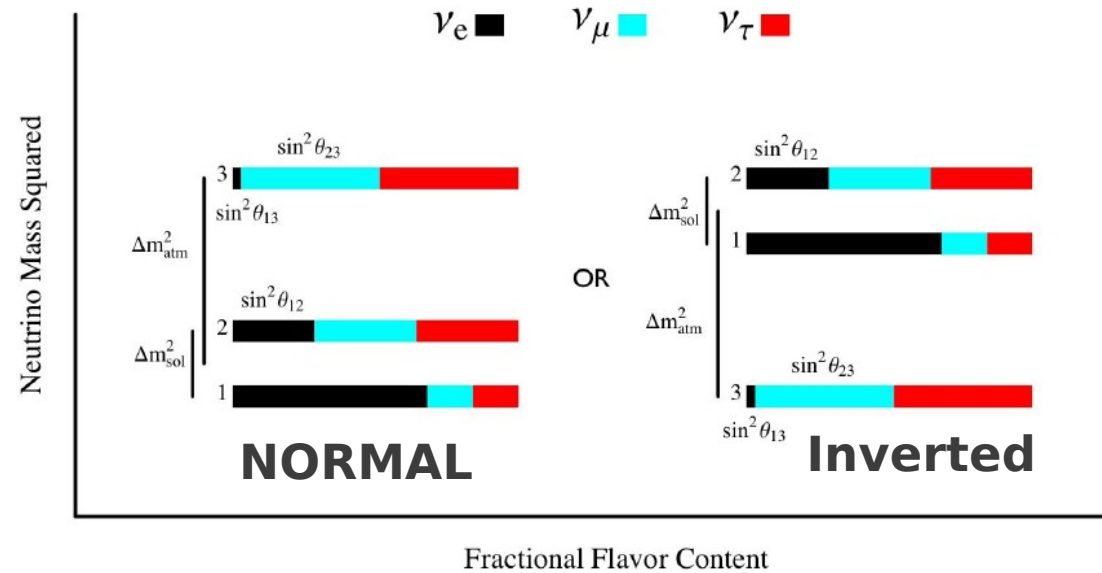 νe νμ ντ
Neutrino Mass Squared
sin²θ23
3
sin²θ13
Δm²atm
sin²θ12
2
Δm²sol
1
NORMAL
OR
sin²θ12
2
Δm²sol
1
Δm²atm
sin²θ23
3
sin²θ13
Inverted
Fractional Flavor Content